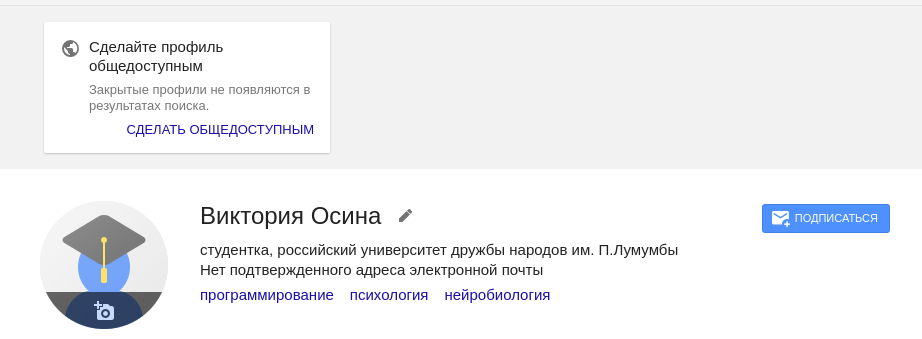 Сделайте профиль
общедоступным
Закрытые профили не появляются в
результатах поиска.
СДЕЛАТЬ ОБЩЕДОСТУПНЫМ
Виктория Осина
ПОДПИСАТЬСЯ
студентка, российский университет дружбы народов им. П.Лумумбы
Нет подтвержденного адреса электронной почты
программирование психология нейробиология